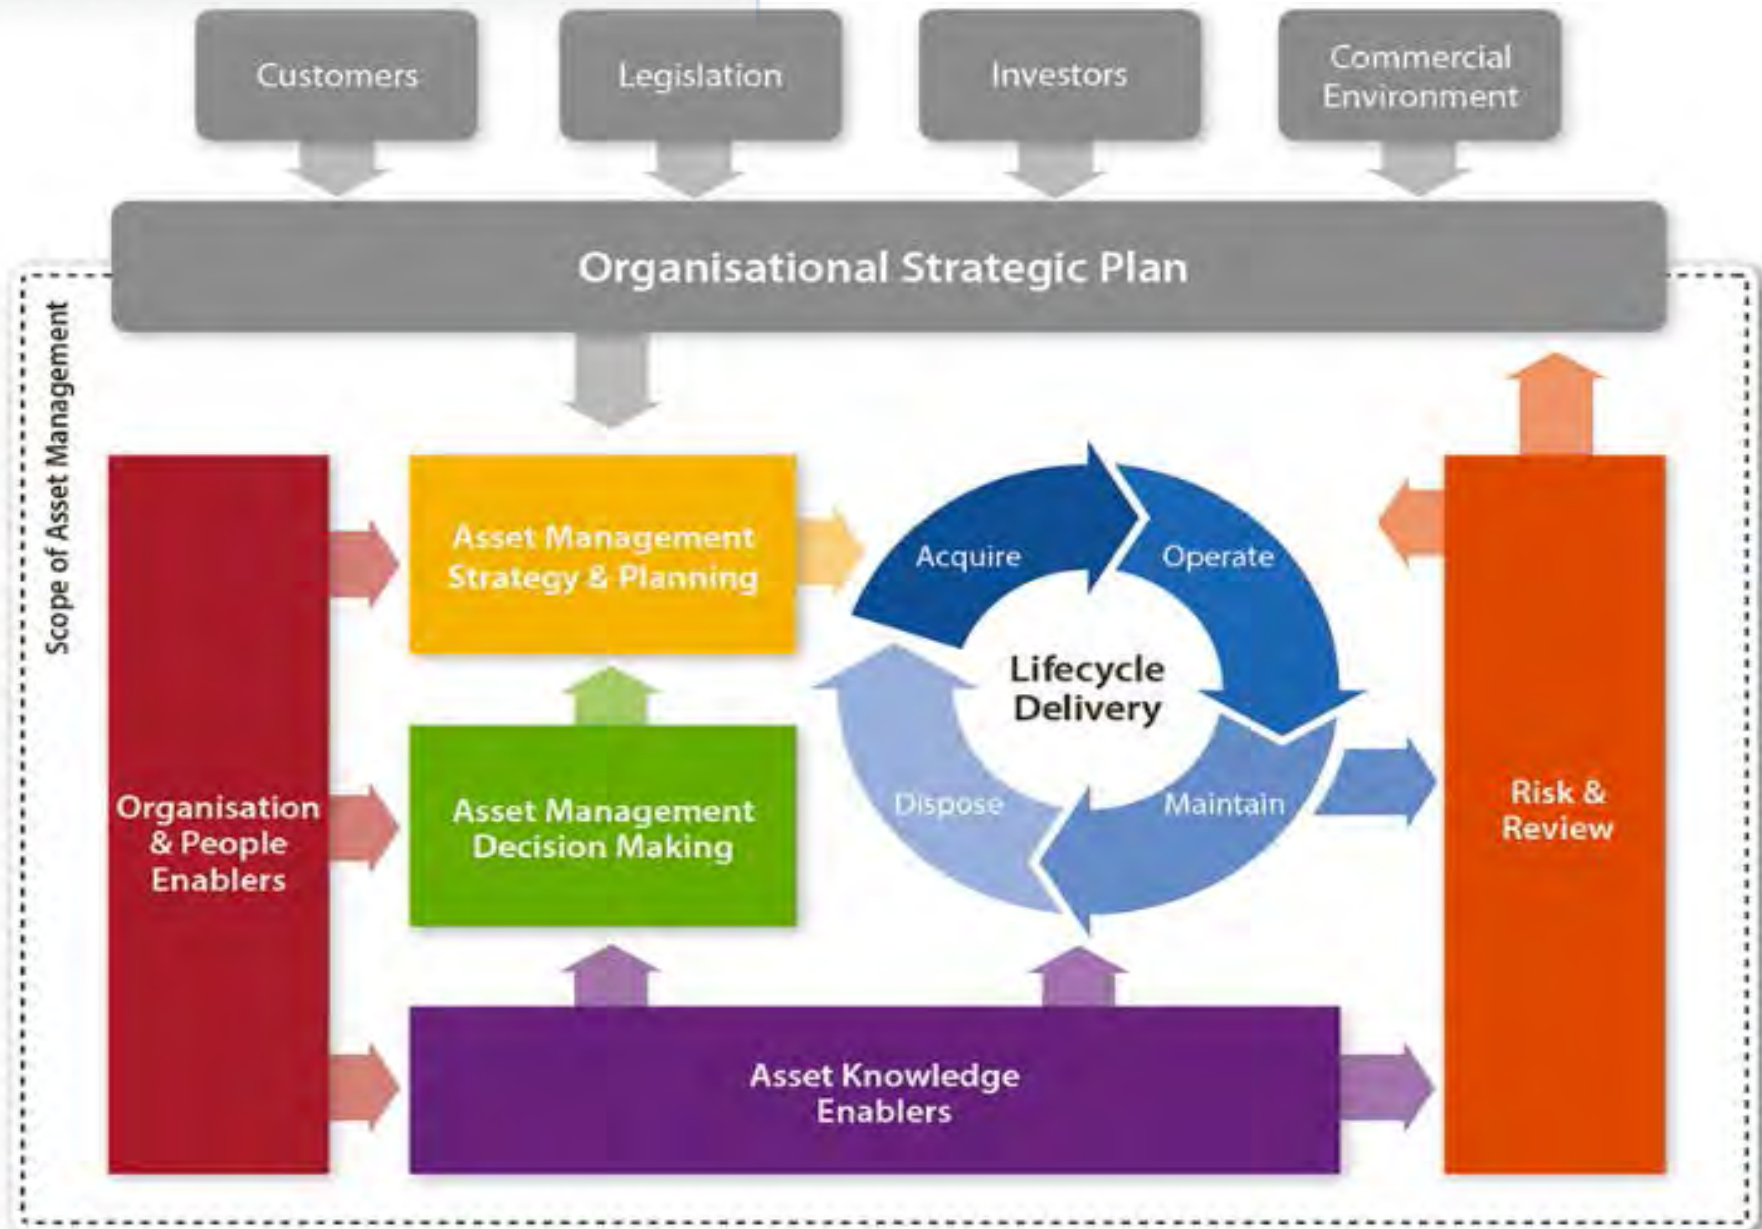 Customers
Legislation
Investors
Commercial
Environment
Organisational Strategic Plan
Scope of Asset Management
Asset Management
Strategy & Planning
Acquire
Operate
Lifecycle
Delivery
Organisation
& People
Enablers
Asset Management
Decision Making
Dispose
Maintain
Risk &
Review
Asset Knowledge
Enablers